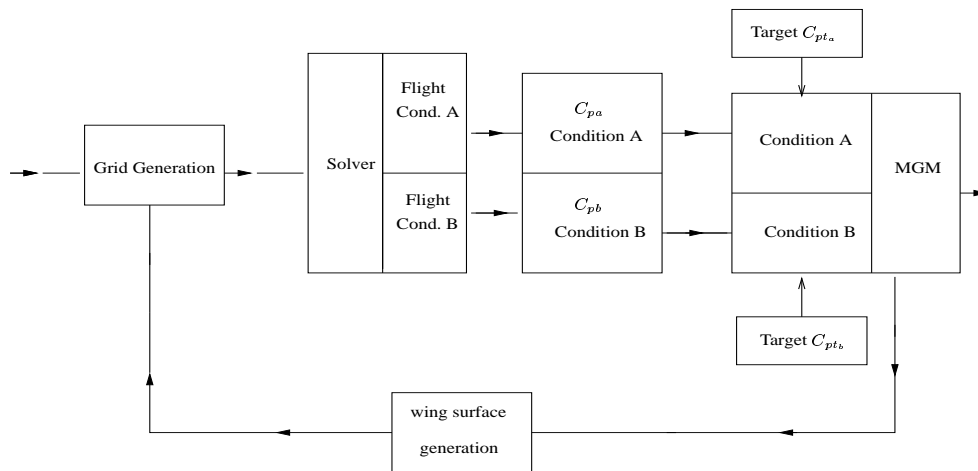 Target C_{pt_a}
Flight
Cond. A
C_{pa}
Condition A
Condition A
Grid Generation
Solver
MGM
Flight
Cond. B
C_{pb}
Condition B
Condition B
Target C_{pt_b}
wing surface
generation